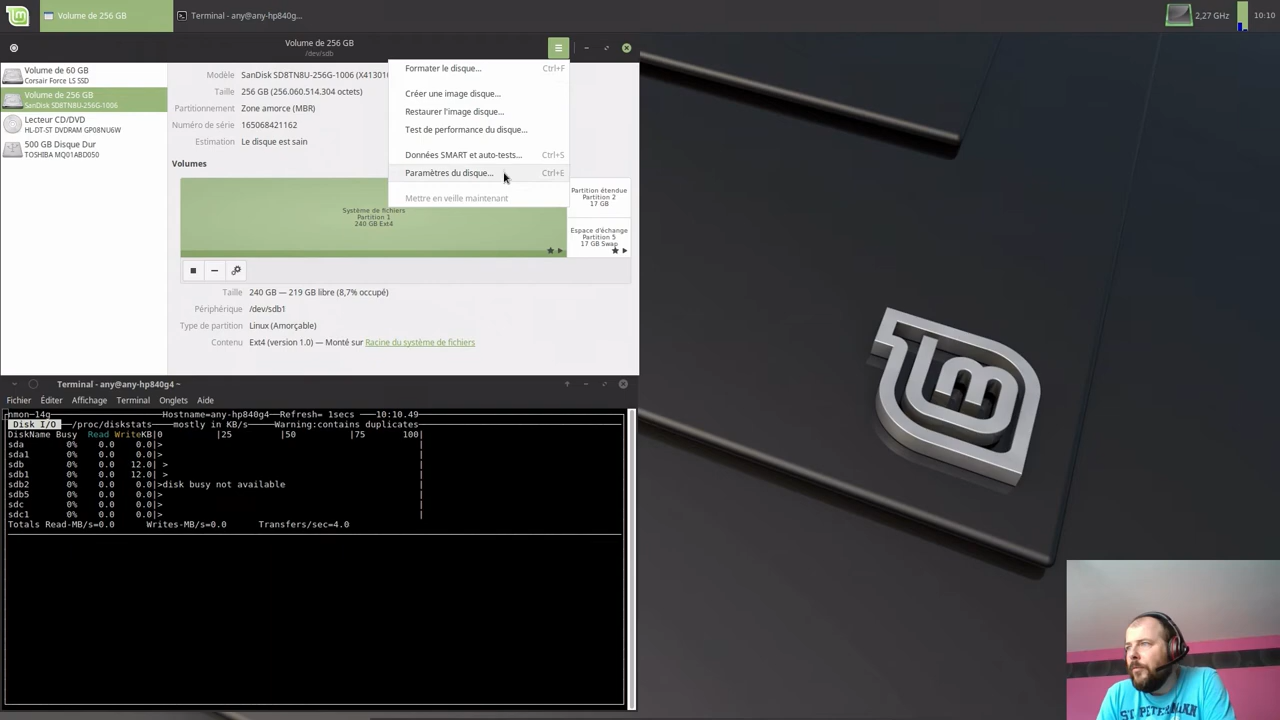 Volume de 256 GB
Terminal - any@any-hp840g4...
2,27 GHz
10:10
Volume de 256 GB
/dev/sdb
Volume de 60 GB
Corsair Force LS SSD
Volume de 256 GB
SanDisk SD8TN8U-256G-1006
Lecteur CD/DVD
HL-DT-ST DVDRAM GP08NU6W
500 GB Disque Dur
TOSHIBA MQ01ABD050
Modèle SanDisk SD8TN8U-256G-1006 (X41310
Taille 256 GB (256.060.514.304 octets)
Partitionnement Zone amorce (MBR)
Numéro de série 165068421162
Estimation Le disque est sain
Formater le disque... Ctrl+F
Créer une image disque...
Restaurer l'image disque...
Test de performance du disque...
Données SMART et auto-tests... Ctrl+S
Paramètres du disque... Ctrl+E
Mettre en veille maintenant
Volumes
Système de fichiers
Partition 1
240 GB Ext4
Partition étendue
Partition 2
17 GB
Espace d'échange
Partition 5
17 GB Swap
Taille 240 GB — 219 GB libre (8,7% occupé)
Périphérique /dev/sdb1
Type de partition Linux (Amorçable)
Contenu Ext4 (version 1.0) — Monté sur Racine du système de fichiers
Terminal - any@any-hp840g4 ~
Fichier Éditer Affichage Terminal Onglets Aide
nmon-14g Hostname=any-hp840g4 Refresh= 1secs 10:10.49
Disk I/O /proc/diskstats mostly in KB/s Warning:contains duplicates
DiskName Busy Read WriteKB|0 |25 |50 |75 100|
sda 0% 0.0 0.0|> |
sda1 0% 0.0 0.0|> |
sdb 0% 0.0 12.0| > |
sdb1 0% 0.0 12.0| > |
sdb2 0% 0.0 0.0|>disk busy not available |
sdb5 0% 0.0 0.0|> |
sdc 0% 0.0 0.0|> |
sdc1 0% 0.0 0.0|> |
Totals Read-MB/s=0.0 Writes-MB/s=0.0 Transfers/sec=4.0
ST. PETERMANN